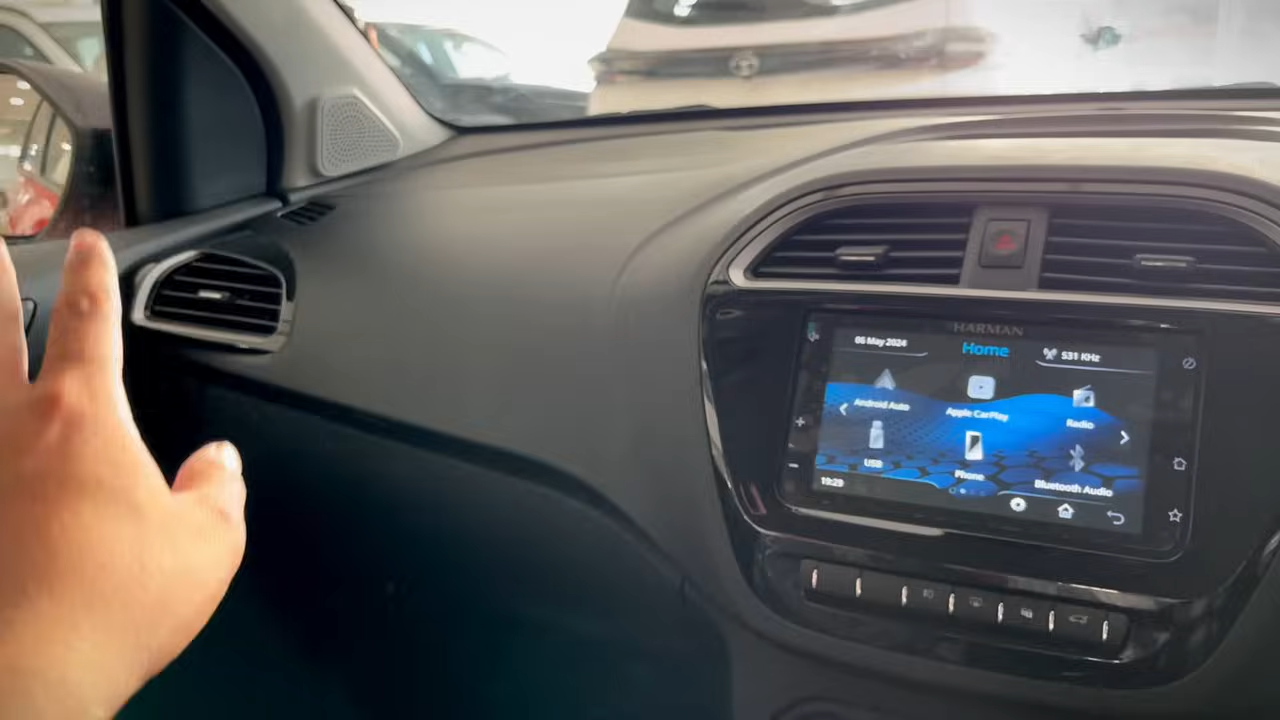 HARMAN
06 May 2024
Home
531 KHz
Android Auto
Apple CarPlay
Radio
USB
Phone
Bluetooth Audio
19:29